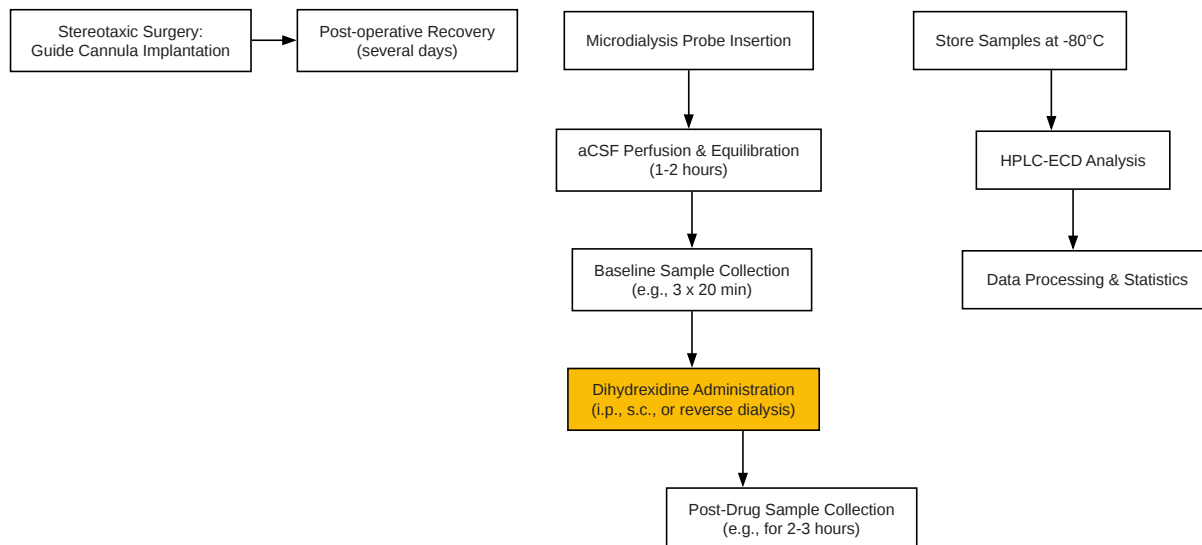 Stereotaxic Surgery:
Guide Cannula Implantation
Post-operative Recovery
(several days)
Microdialysis Probe Insertion
aCSF Perfusion & Equilibration
(1-2 hours)
Baseline Sample Collection
(e.g., 3 x 20 min)
Dihydrexidine Administration
(i.p., s.c., or reverse dialysis)
Post-Drug Sample Collection
(e.g., for 2-3 hours)
Store Samples at -80°C
HPLC-ECD Analysis
Data Processing & Statistics